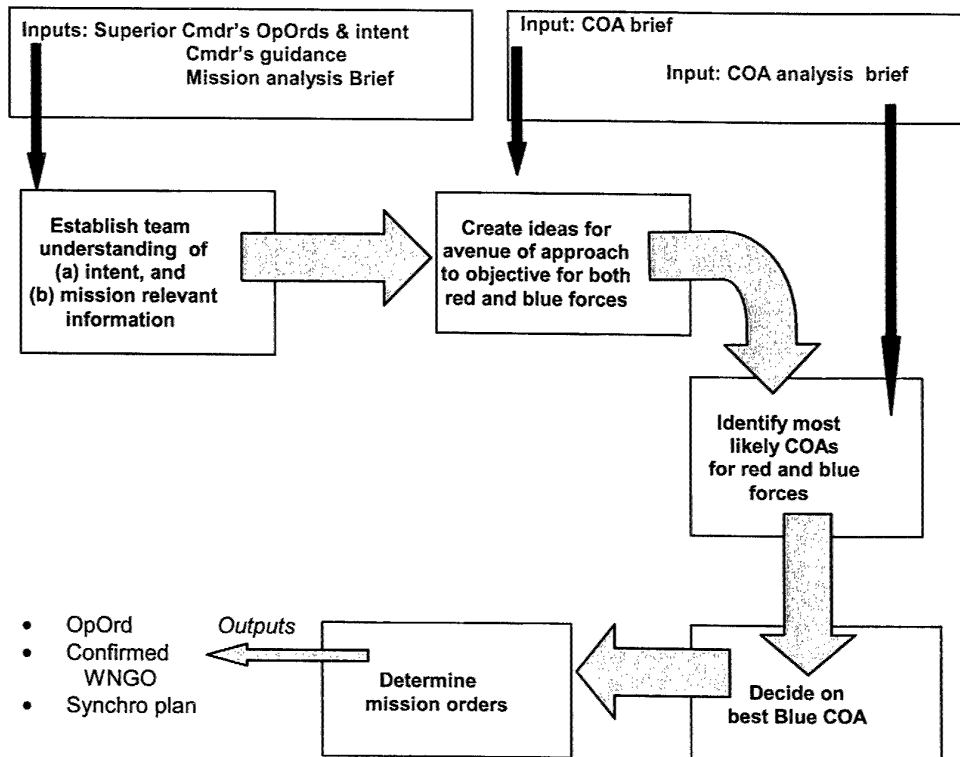 Inputs: Superior Cmdr's OpOrds & intent
Cmdr's guidance
Mission analysis Brief
Input: COA brief
Input: COA analysis brief
Establish team
understanding of
(a) intent, and
(b) mission relevant
information
Create ideas for
avenue of approach
to objective for both
red and blue forces
Identify most
likely COAs
for red and blue
forces
Decide on
best Blue COA
Determine
mission orders
Outputs
• OpOrd
• Confirmed
WNGO
• Synchro plan